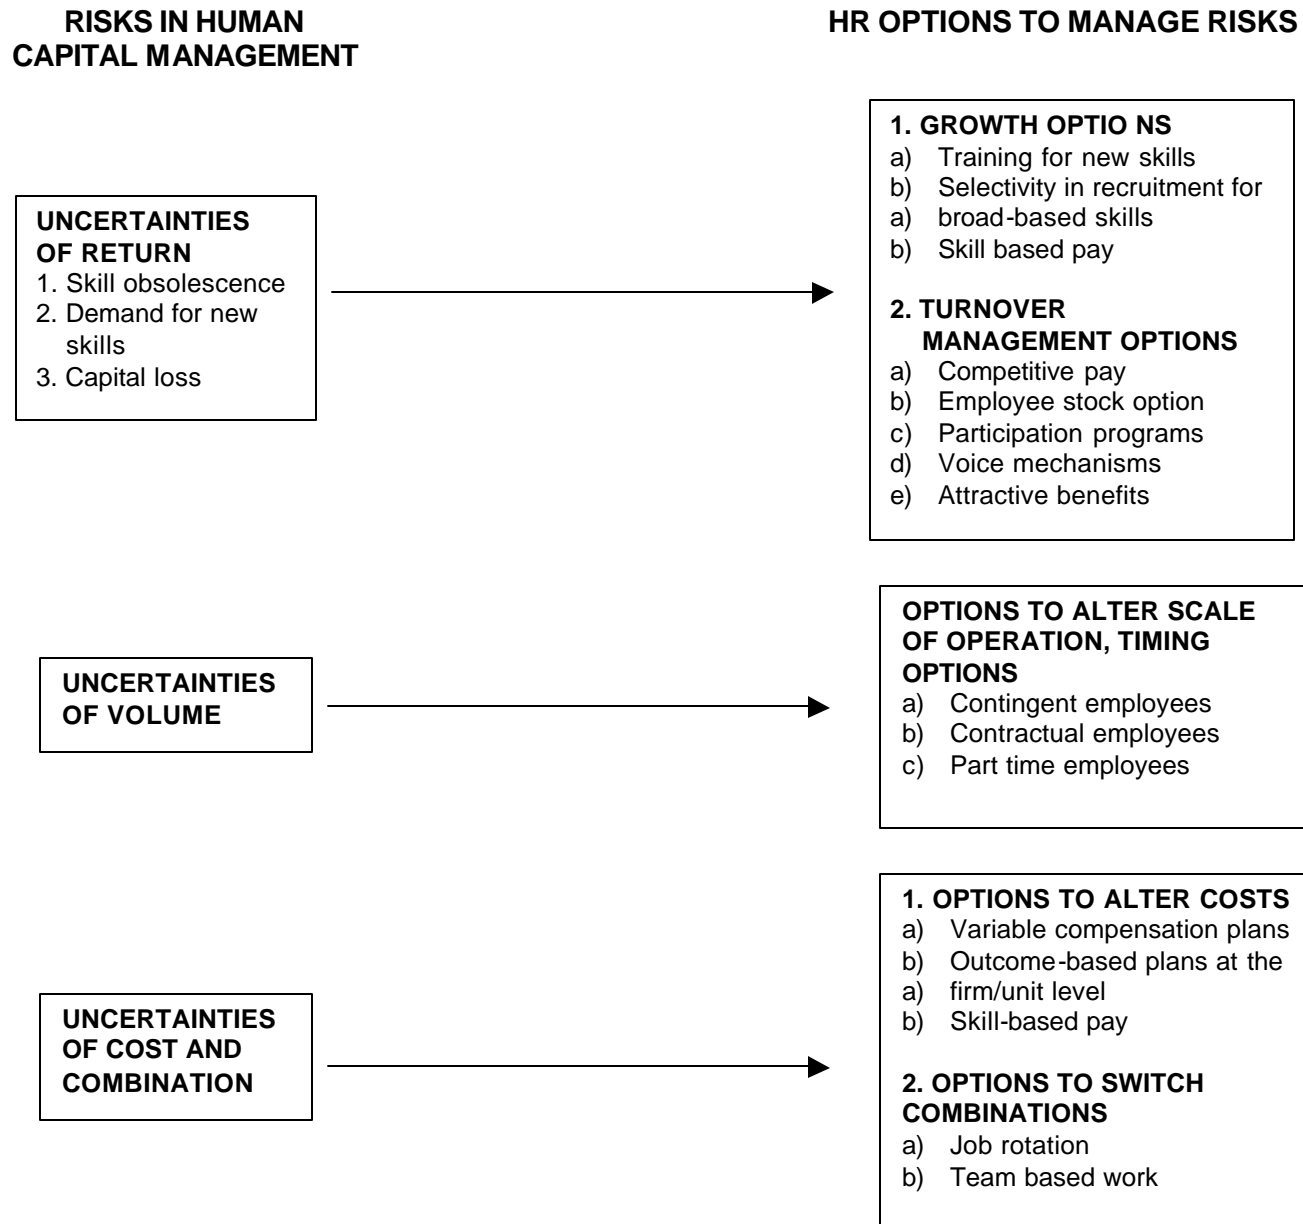 RISKS IN HUMAN
CAPITAL MANAGEMENT
HR OPTIONS TO MANAGE RISKS
UNCERTAINTIES
OF RETURN
1. Skill obsolescence
2. Demand for new
skills
3. Capital loss
1. GROWTH OPTIO NS
a) Training for new skills
b) Selectivity in recruitment for
a) broad-based skills
b) Skill based pay
2. TURNOVER
MANAGEMENT OPTIONS
a) Competitive pay
b) Employee stock option
c) Participation programs
d) Voice mechanisms
e) Attractive benefits
UNCERTAINTIES
OF VOLUME
OPTIONS TO ALTER SCALE
OF OPERATION, TIMING
OPTIONS
a) Contingent employees
b) Contractual employees
c) Part time employees
UNCERTAINTIES
OF COST AND
COMBINATION
1. OPTIONS TO ALTER COSTS
a) Variable compensation plans
b) Outcome-based plans at the
a) firm/unit level
b) Skill-based pay
2. OPTIONS TO SWITCH
COMBINATIONS
a) Job rotation
b) Team based work